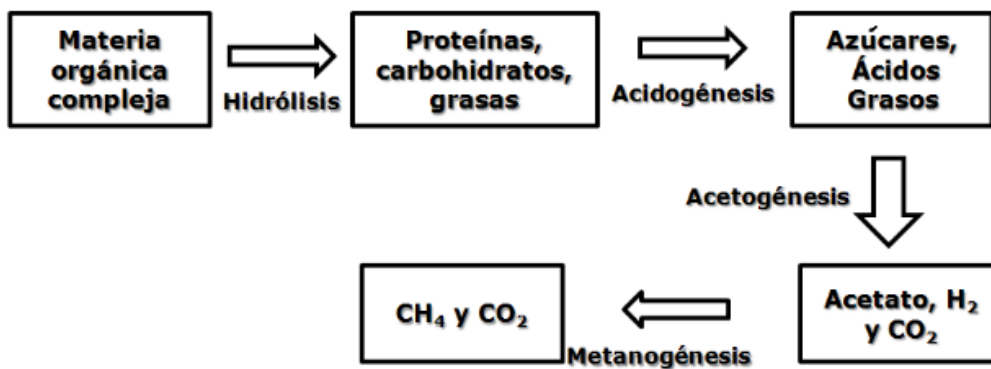 Materia
orgánica
compleja
Hidrólisis
Proteínas,
carbohidratos,
grasas
Acidogénesis
Azúcares,
Ácidos
Grasos
Acetogénesis
Acetato, H₂
y CO₂
Metanogénesis
CH₄ y CO₂